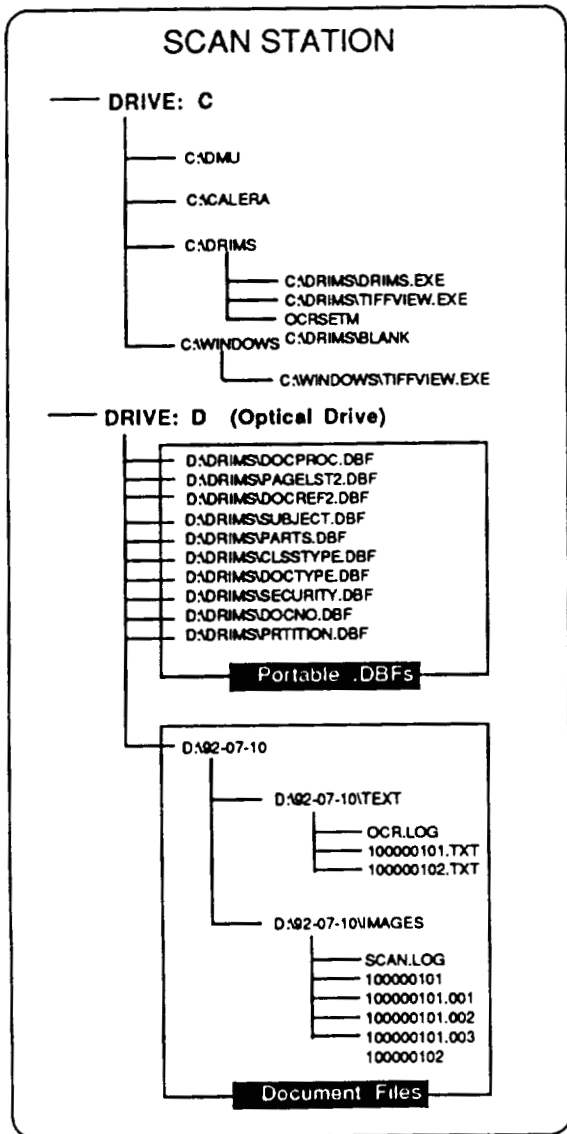 SCAN STATION
DRIVE: C
C:\DMU
C:\CALERA
C:\DRIMS
C:\DRIMS\DRIMS.EXE
C:\DRIMS\TIFFVIEW.EXE
OCRSETM
C:\DRIMS\BLANK
C:\WINDOWS
C:\WINDOWS\TIFFVIEW.EXE
DRIVE: D (Optical Drive)
D:\DRIMS\DOCPROC.DBF
D:\DRIMS\PAGELST2.DBF
D:\DRIMS\DOCREF2.DBF
D:\DRIMS\SUBJECT.DBF
D:\DRIMS\PARTS.DBF
D:\DRIMS\CLSSTYPE.DBF
D:\DRIMS\DOCTYPE.DBF
D:\DRIMS\SECURITY.DBF
D:\DRIMS\DOCNO.DBF
D:\DRIMS\PRTITION.DBF
Portable .DBFs
D:\92-07-10
D:\92-07-10\TEXT
OCR.LOG
100000101.TXT
100000102.TXT
D:\92-07-10\IMAGES
SCAN.LOG
100000101
100000101.001
100000101.002
100000101.003
100000102
Document Files